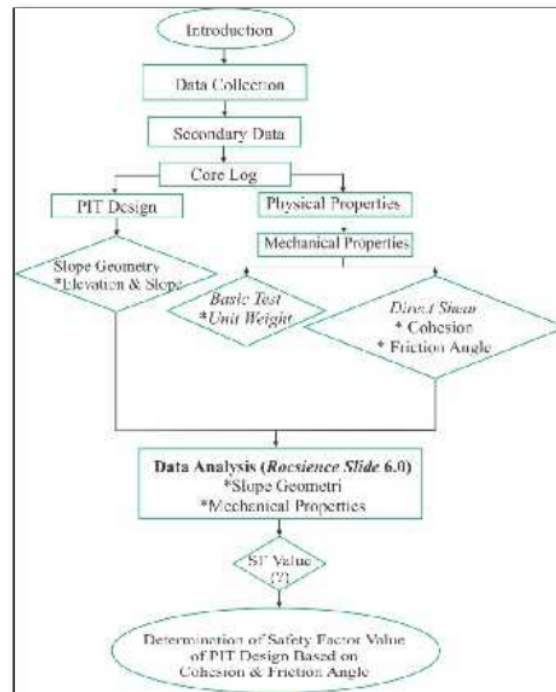 Introduction
Data Collection
Secondary Data
Core Log
PIT Design
Physical Properties
Mechanical Properties
Slope Geometry
*Elevation & Slope
Basic Test
*Unit Weight
Direct Shear
* Cohesion
* Friction Angle
Data Analysis (Rocsience Slide 6.0)
*Slope Geometri
*Mechanical Properties
SF Value
(?)
Determination of Safety Factor Value
of PIT Design Based on
Cohesion & Friction Angle